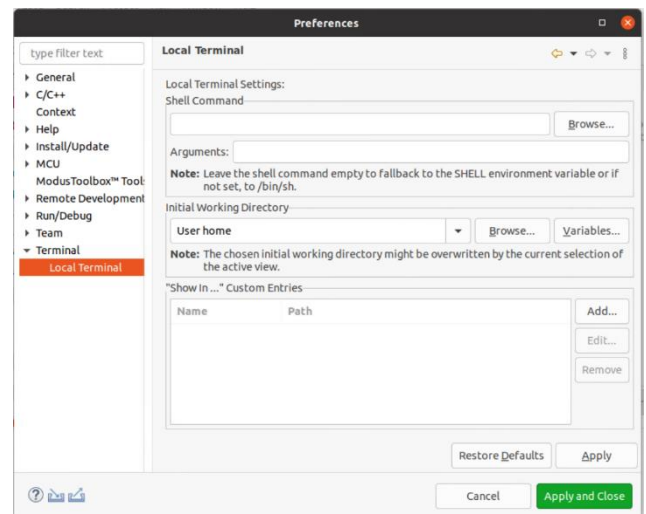 Preferences
type filter text
Local Terminal
General
C/C++
Context
Help
Install/Update
MCU
ModusToolbox™ Tool
Remote Development
Run/Debug
Team
Terminal
Local Terminal
Local Terminal Settings:
Shell Command
Browse...
Arguments:
Note: Leave the shell command empty to fallback to the SHELL environment variable or if
not set, to /bin/sh.
Initial Working Directory
User home
Browse...
Variables...
Note: The chosen initial working directory might be overwritten by the current selection of
the active view.
"Show In ..." Custom Entries
Name Path
Add...
Edit...
Remove
Restore Defaults
Apply
Cancel
Apply and Close